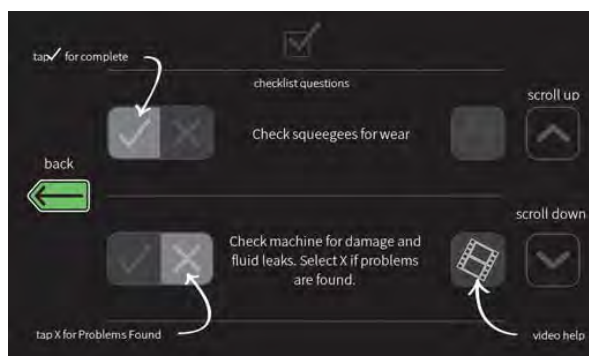 tap✓ for complete
checklist questions
scroll up
Check squeegees for wear
back
scroll down
Check machine for damage and
fluid leaks. Select X if problems
are found.
tap X for Problems Found
video help